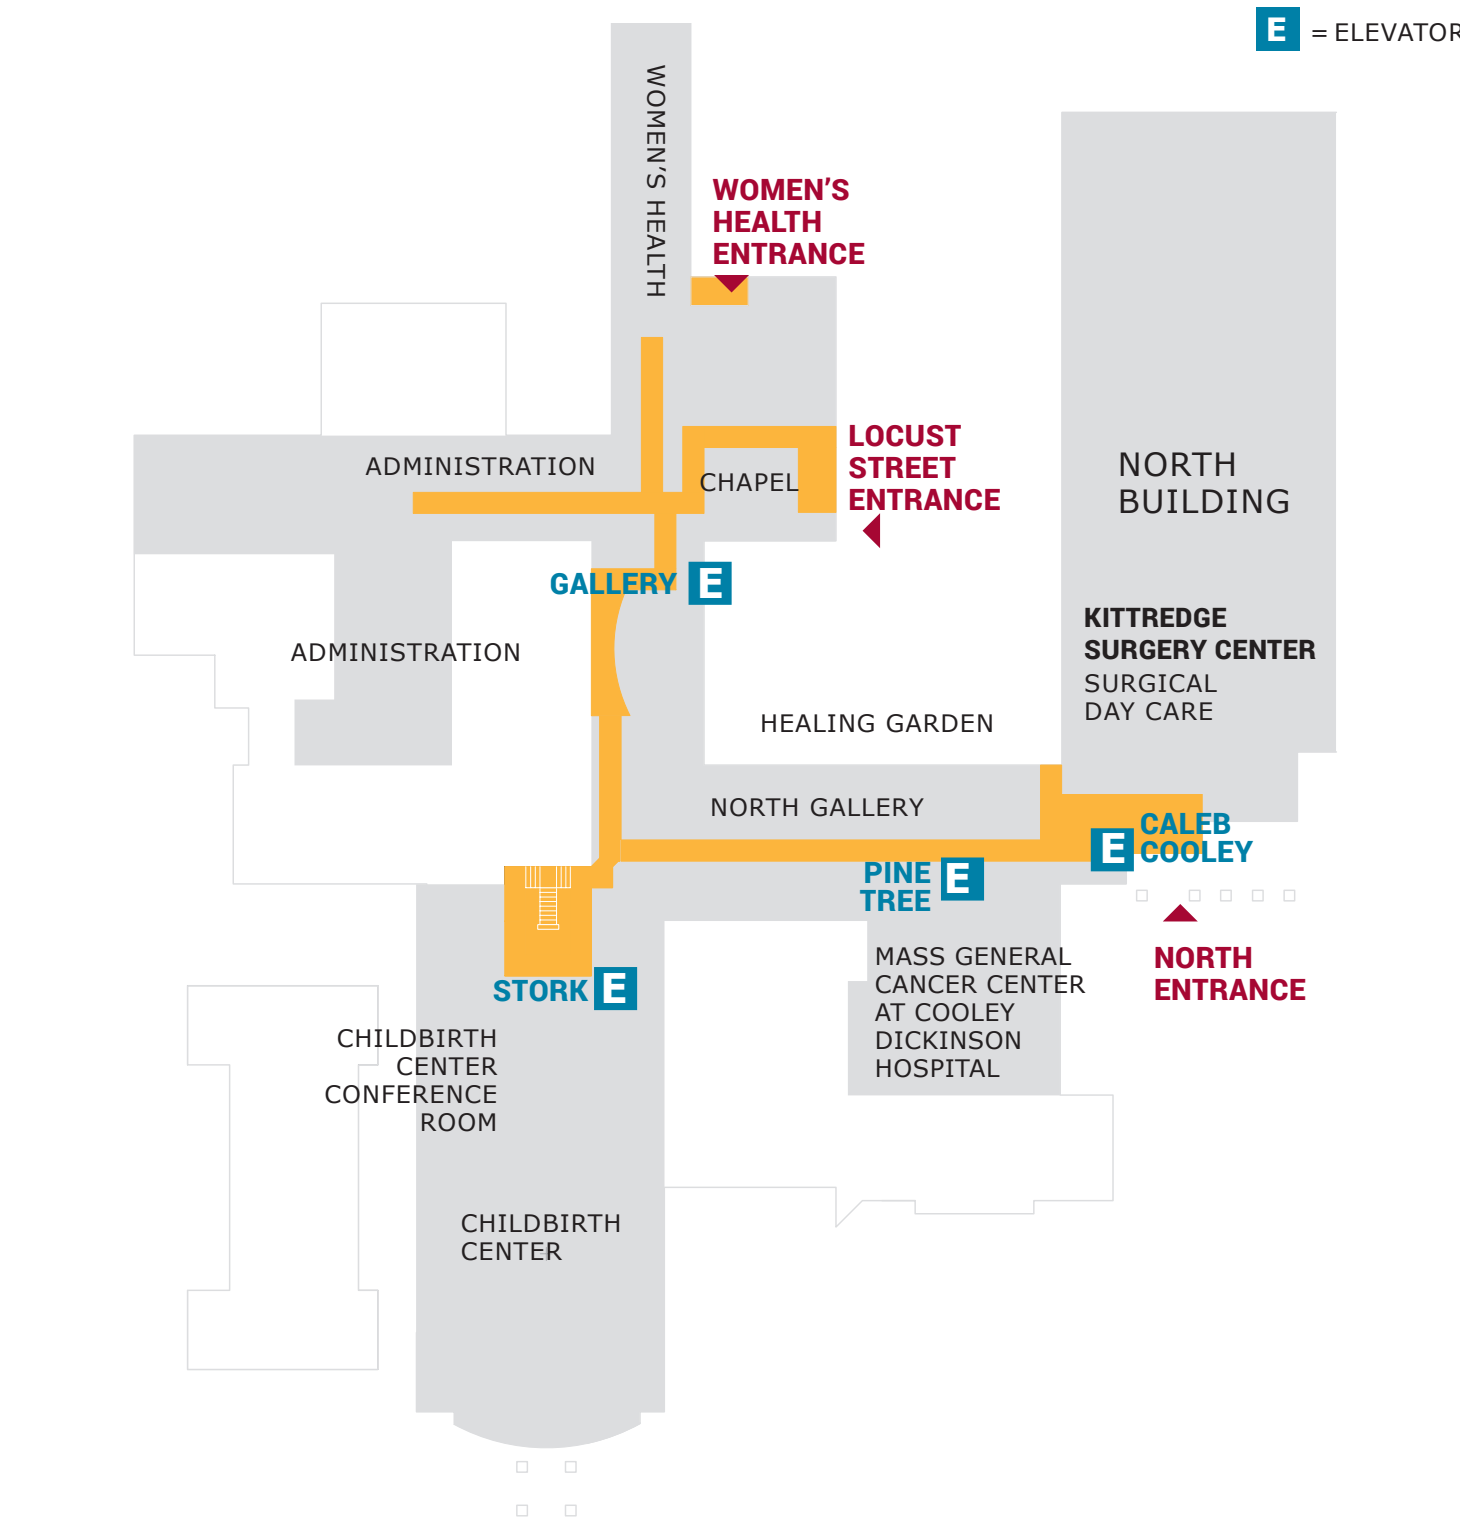 E = ELEVATOR
WOMEN'S HEALTH
WOMEN'S
HEALTH
ENTRANCE
ADMINISTRATION
CHAPEL
LOCUST
STREET
ENTRANCE
NORTH
BUILDING
GALLERY E
KITTREDGE
SURGERY CENTER
SURGICAL
DAY CARE
ADMINISTRATION
HEALING GARDEN
NORTH GALLERY
E CALEB
COOLEY
PINE
TREE E
NORTH
ENTRANCE
MASS GENERAL
CANCER CENTER
AT COOLEY
DICKINSON
HOSPITAL
STORK E
CHILDBIRTH
CENTER
CONFERENCE
ROOM
CHILDBIRTH
CENTER